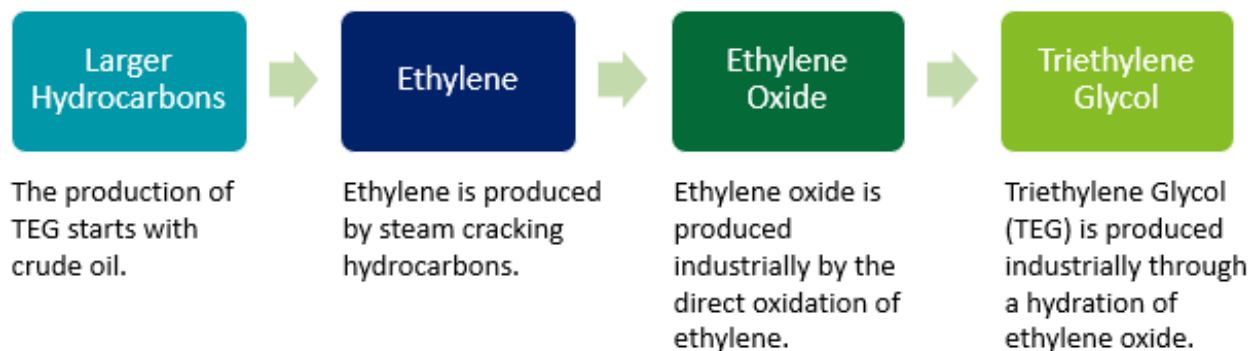 Larger
Hydrocarbons
Ethylene
Ethylene
Oxide
Triethylene
Glycol
The production of
TEG starts with
crude oil.
Ethylene is produced
by steam cracking
hydrocarbons.
Ethylene oxide is
produced
industrially by the
direct oxidation of
ethylene.
Triethylene Glycol
(TEG) is produced
industrially through
a hydration of
ethylene oxide.